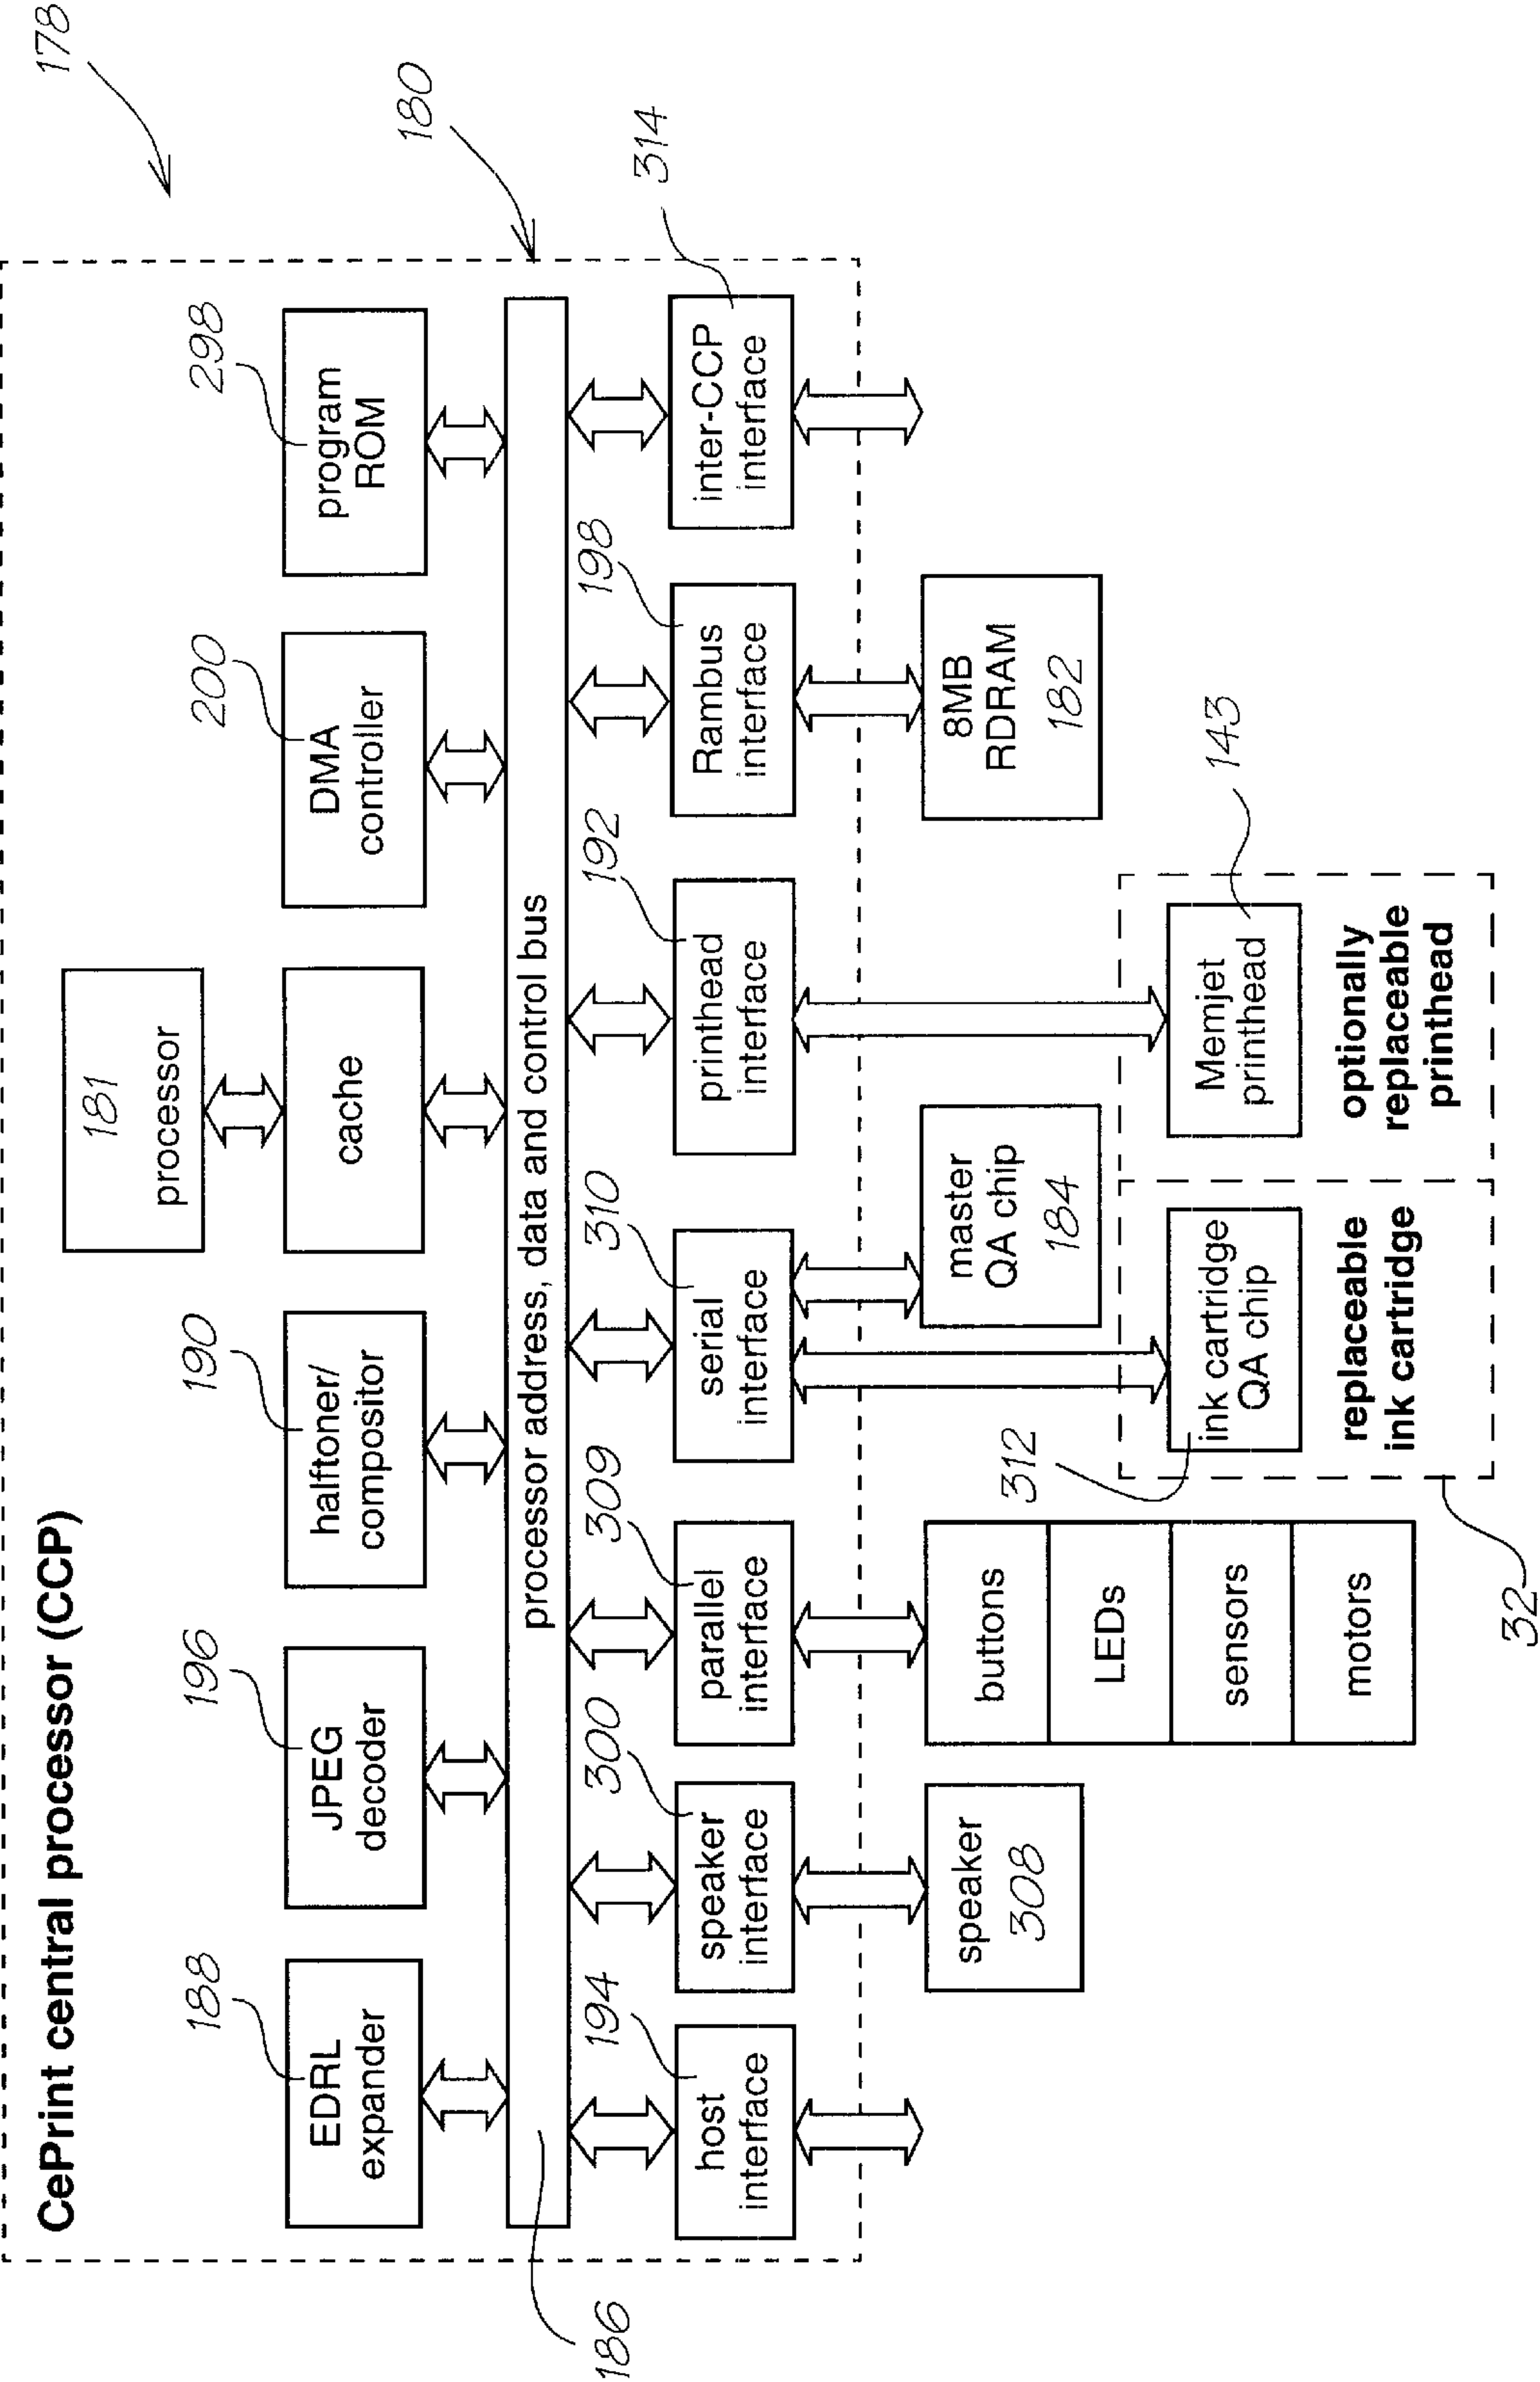 178
CePrint central processor (CCP)
181
processor
188
EDRL
expander
196
JPEG
decoder
190
halftoner/
compositor
cache
200
DMA
controller
298
program
ROM
180
186
processor address, data and control bus
194
host
interface
300
speaker
interface
309
parallel
interface
310
serial
interface
192
printhead
interface
198
Rambus
interface
314
inter-CCP
interface
speaker
308
buttons
LEDs
sensors
motors
master
QA chip
184
8MB
RDRAM
182
312
ink cartridge
QA chip
replaceable
ink cartridge
32
143
Memjet
printhead
optionally
replaceable
printhead